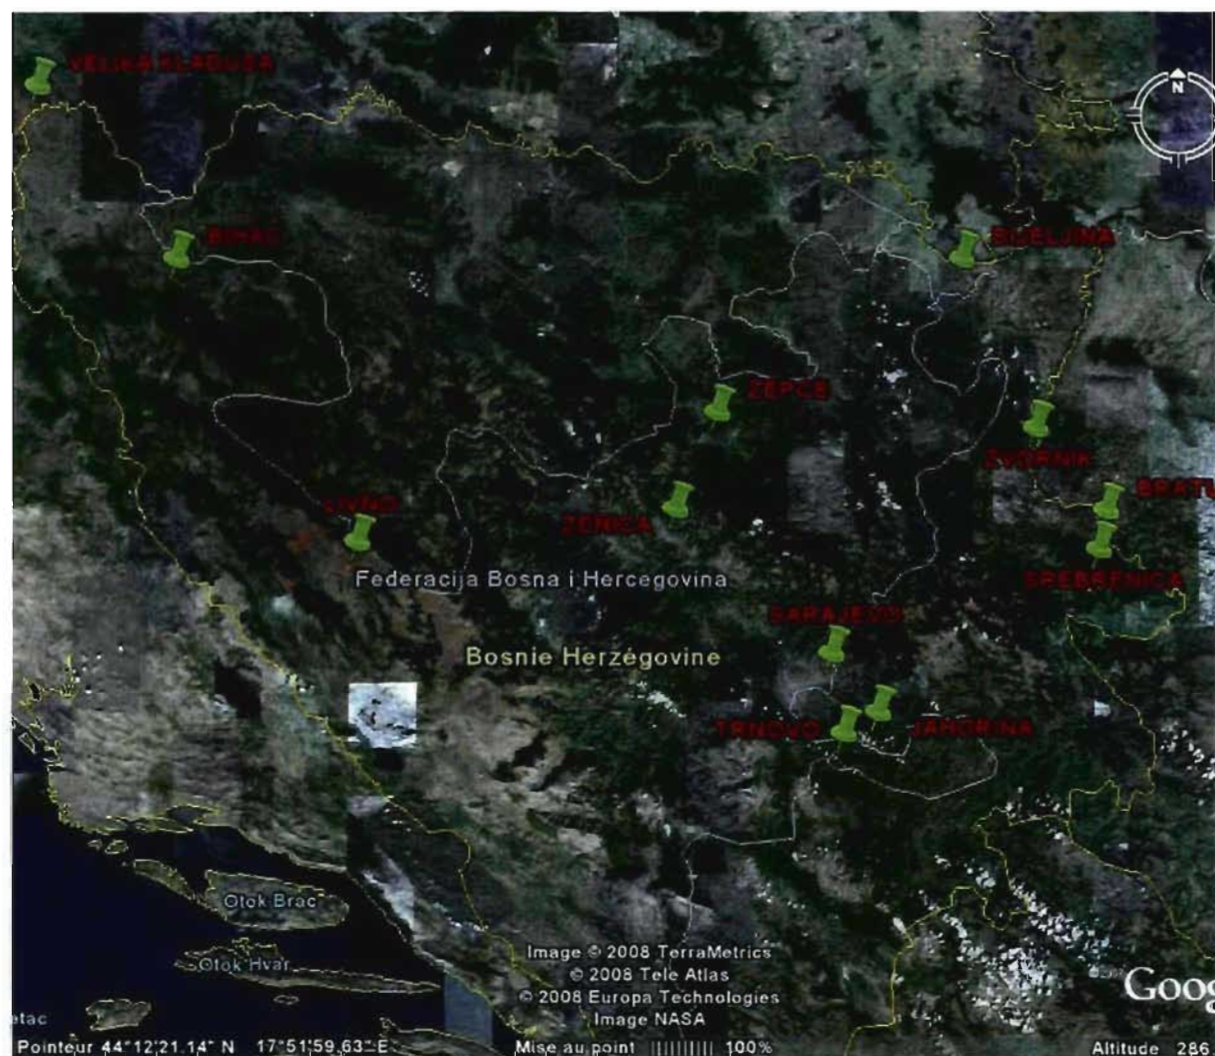 VELIKA KLADUSA
N
BIHAC
BIJELJINA
ZEPCE
ZVORNIK
BRATU
LIVNO
ZENICA
SREBRENICA
Federacija Bosna i Hercegovina
SARAJEVO
Bosnie Herzégovine
TRNOVO
JAHORINA
Otok Brac
Otok Hvar
Image © 2008 TerraMetrics
© 2008 Tele Atlas
© 2008 Europa Technologies
Image NASA
Goog
etac
Pointeur 44°12'21.14" N 17°51'59.63" E
Mise au point 100%
Altitude 286